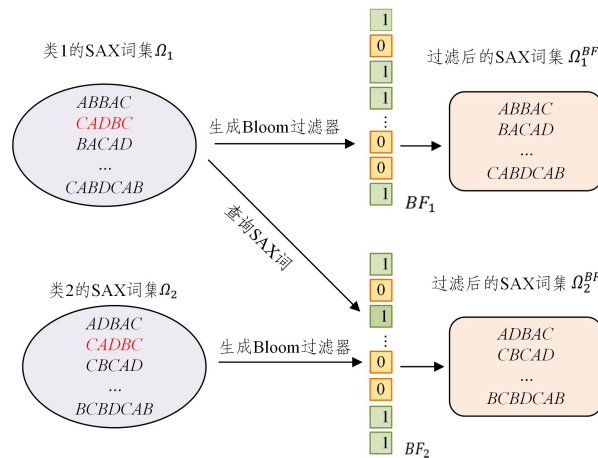 类1的SAX词集Ω₁
ABBAC
CADBC
BACAD
...
CABDCAB
生成Bloom过滤器
1
0
1
1
...
0
0
1
BF₁
过滤后的SAX词集 Ω₁ᴮᶠ
ABBAC
BACAD
...
CABDCAB
查询SAX词
类2的SAX词集Ω₂
ADBAC
CADBC
CBCAD
...
BCBDCAB
生成Bloom过滤器
1
0
1
...
0
0
1
1
BF₂
过滤后的SAX词集 Ω₂ᴮᶠ
ADBAC
CBCAD
...
BCBDCAB